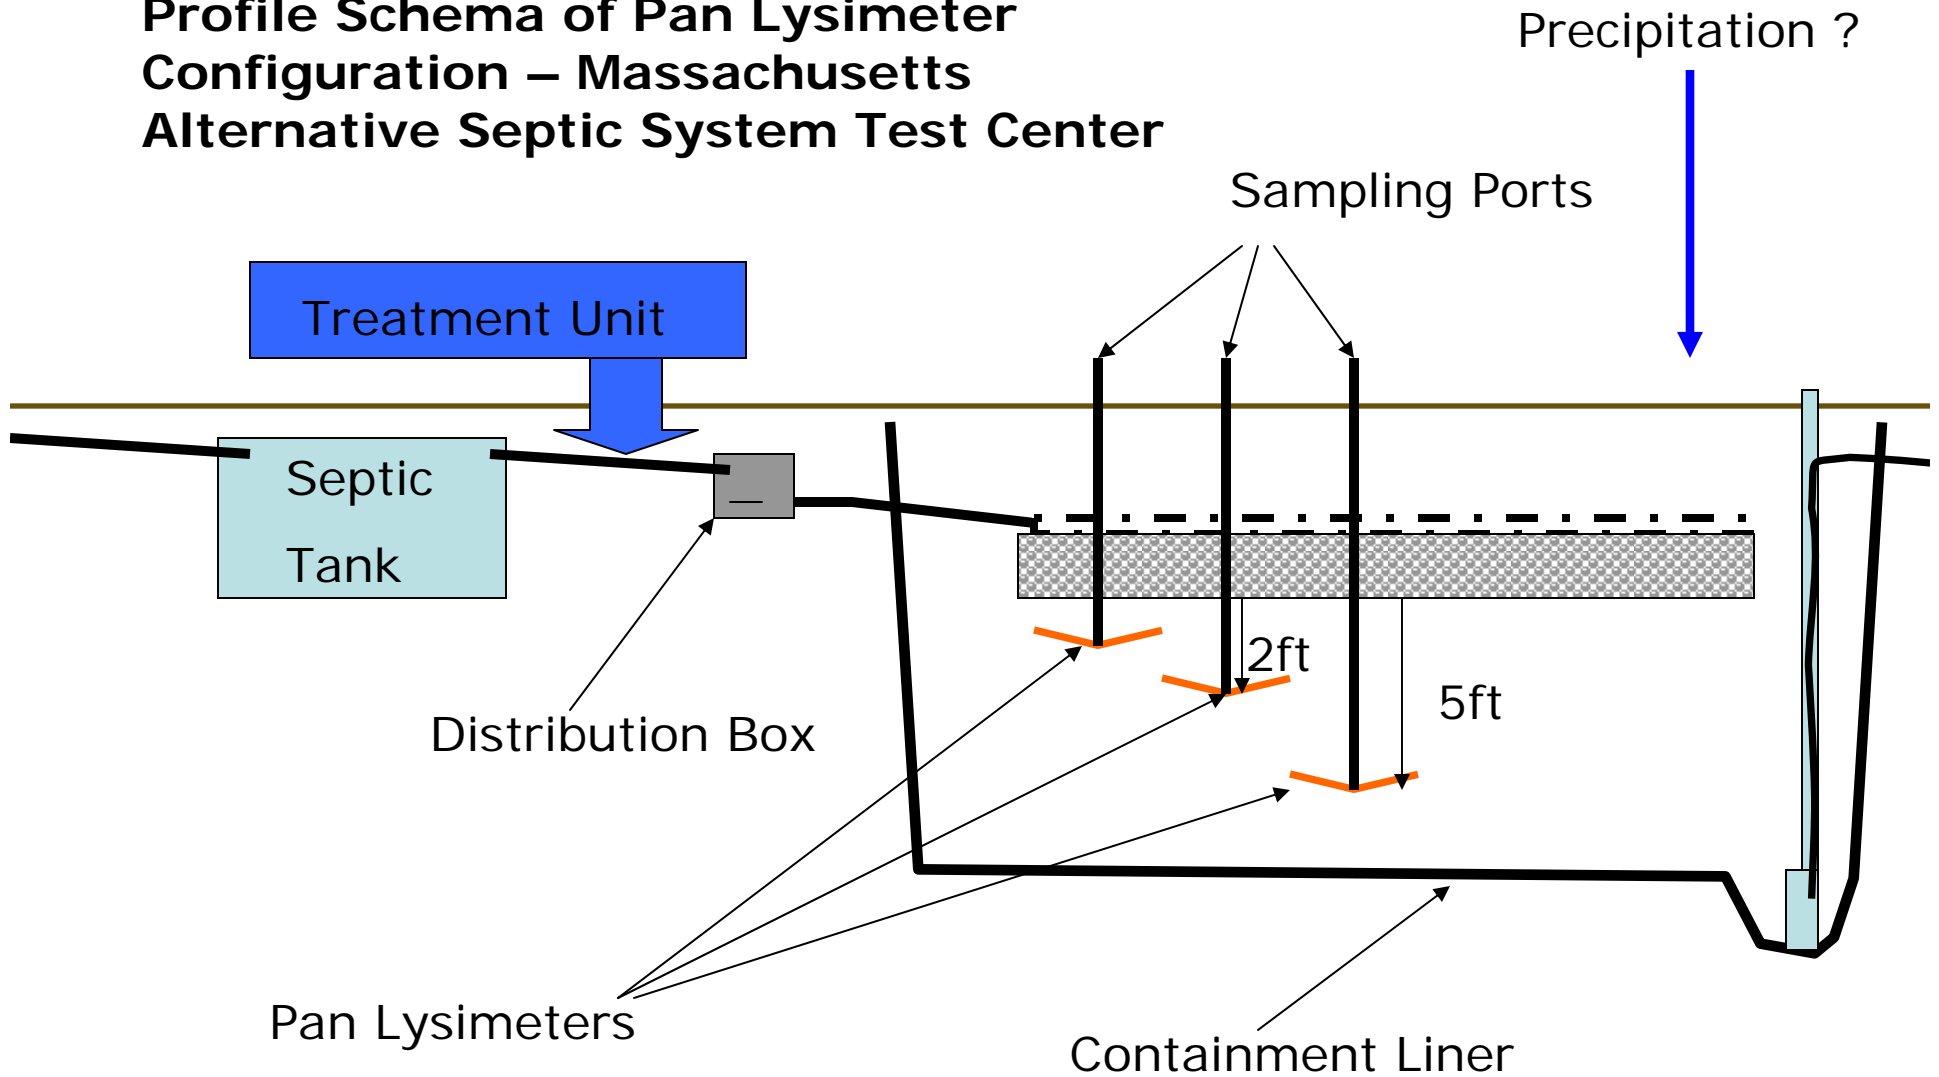 Profile Schema of Pan Lysimeter
Configuration – Massachusetts
Alternative Septic System Test Center
Precipitation ?
Sampling Ports
Treatment Unit
Septic
Tank
2ft
5ft
Distribution Box
Pan Lysimeters
Containment Liner